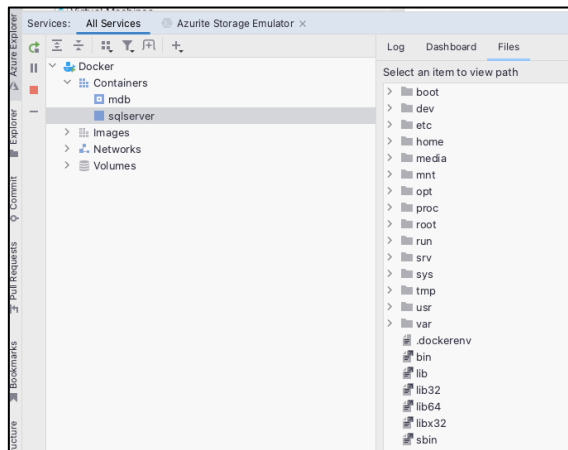 Services: All Services Azurite Storage Emulator ×
Azure Explorer
Explorer
Commit
Pull Requests
Bookmarks
Docker
Containers
mdb
sqlserver
Images
Networks
Volumes
Log Dashboard Files
Select an item to view path
boot
dev
etc
home
media
mnt
opt
proc
root
run
srv
sys
tmp
usr
var
.dockerenv
bin
lib
lib32
lib64
libx32
sbin